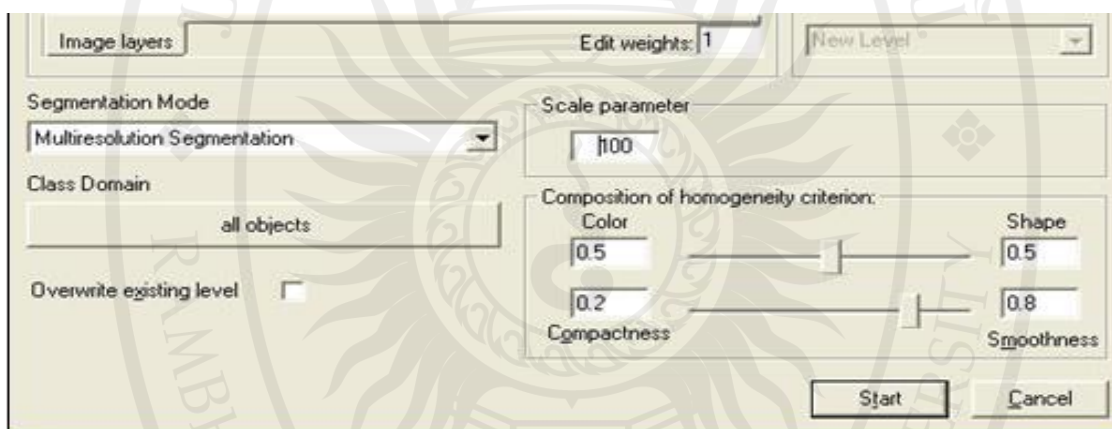 Image layers
Edit weights: 1
New Level
Segmentation Mode
Multiresolution Segmentation
Scale parameter
100
Class Domain
all objects
Composition of homogeneity criterion:
Color
Shape
0.5
0.5
Overwrite existing level
0.2
0.8
Compactness
Smoothness
Start
Cancel